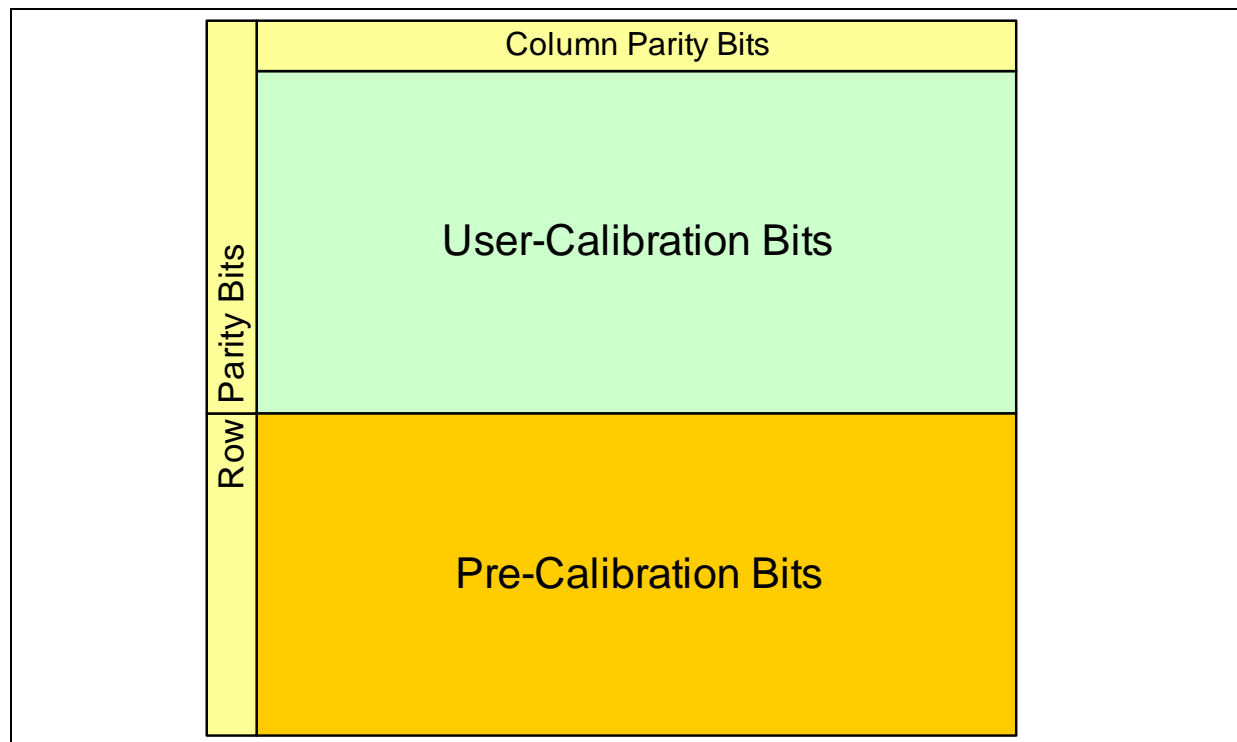 Column Parity Bits
User-Calibration Bits
Row Parity Bits
Pre-Calibration Bits